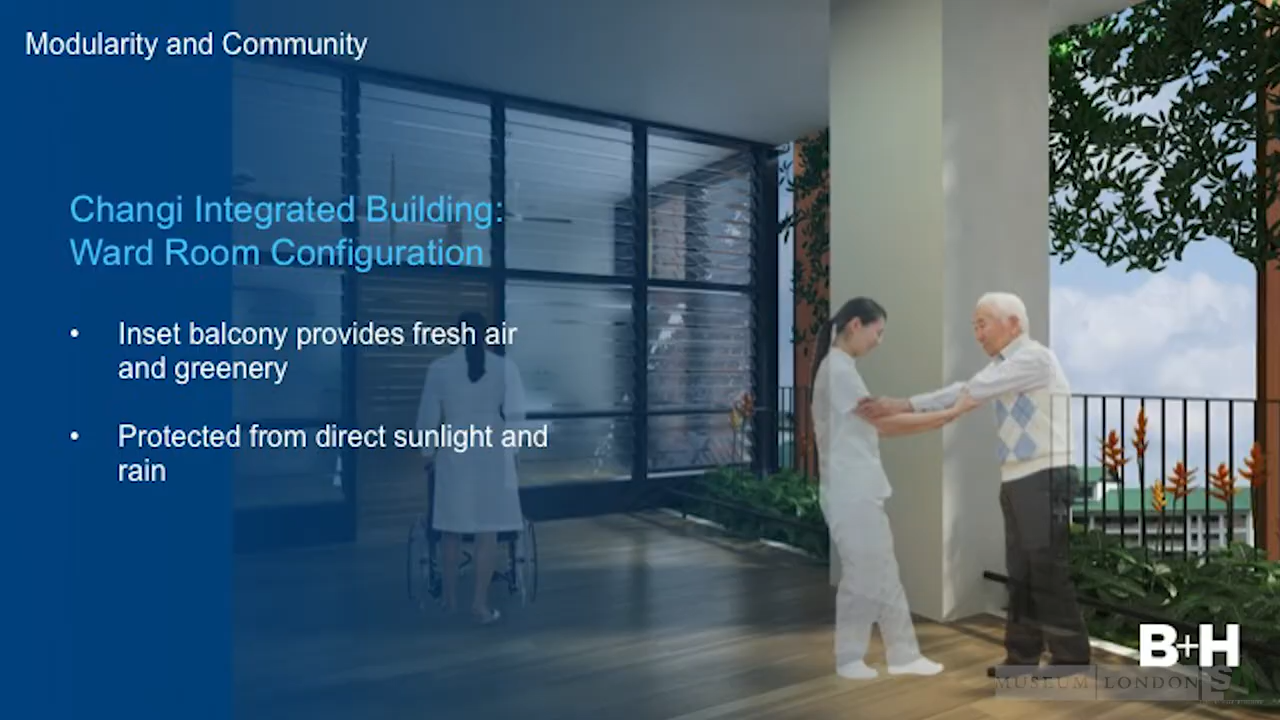 Modularity and Community
Changi Integrated Building:
Ward Room Configuration
• Inset balcony provides fresh air
and greenery
• Protected from direct sunlight and
rain
B+H
MUSEUM LONDON